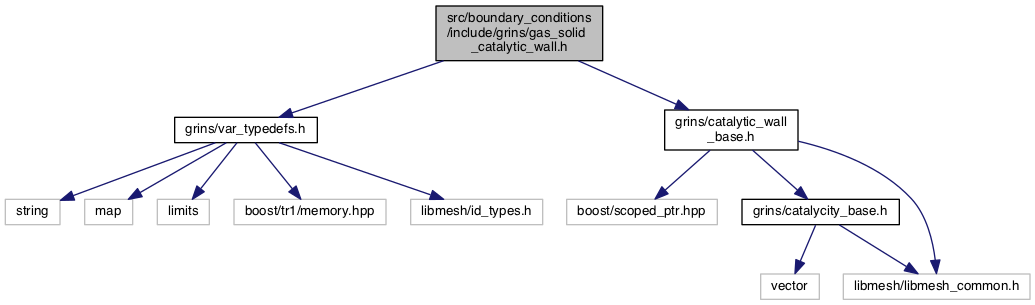 src/boundary_conditions
/include/grins/gas_solid
_catalytic_wall.h
grins/var_typedefs.h
grins/catalytic_wall
_base.h
string
map
limits
boost/tr1/memory.hpp
libmesh/id_types.h
boost/scoped_ptr.hpp
grins/catalycity_base.h
vector
libmesh/libmesh_common.h